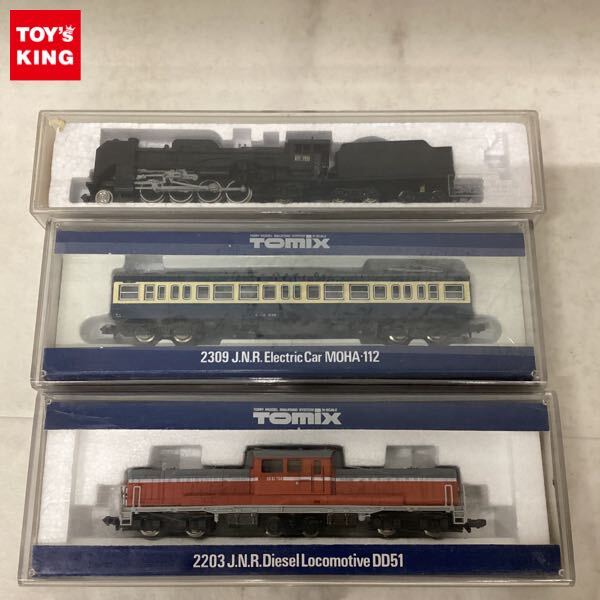 TOY'S
KING
TOMIX
2309 J.N.R. Electric Car MOHA·112
TOMIX
2203 J.N.R. Diesel Locomotive DD51